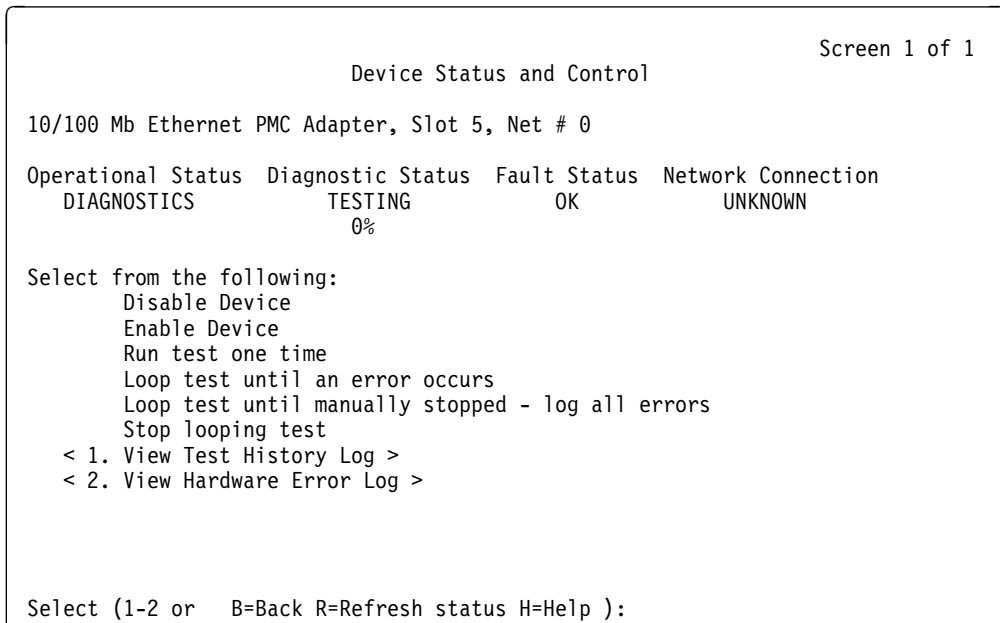 Screen 1 of 1
Device Status and Control
10/100 Mb Ethernet PMC Adapter, Slot 5, Net # 0
Operational Status  Diagnostic Status  Fault Status  Network Connection
DIAGNOSTICS  TESTING  OK  UNKNOWN
0%
Select from the following:
Disable Device
Enable Device
Run test one time
Loop test until an error occurs
Loop test until manually stopped - log all errors
Stop looping test
< 1. View Test History Log >
< 2. View Hardware Error Log >
Select (1-2 or   B=Back R=Refresh status H=Help ):